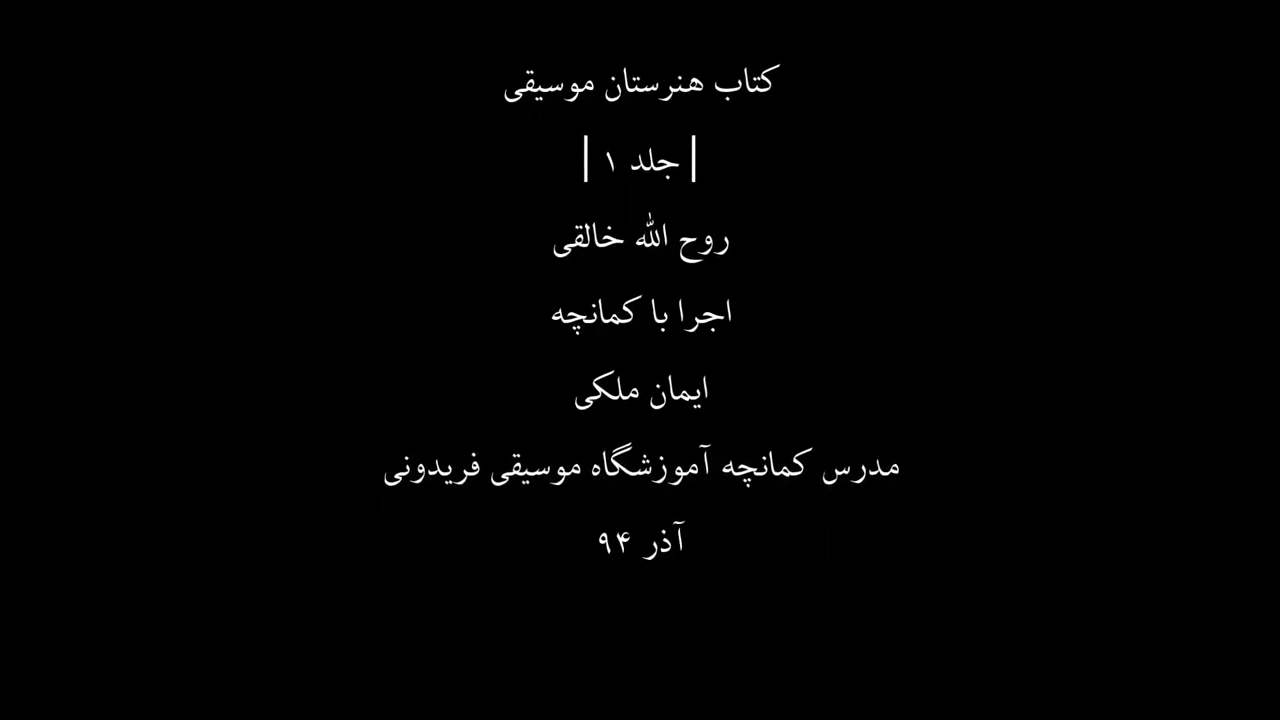 کتاب هنرستان موسیقی
| جلد ۱ |
روح الله خالقی
اجرا با کمانچه
ایمان ملکی
مدرس کمانچه آموزشگاه موسیقی فریدونی
آذر ۹۴